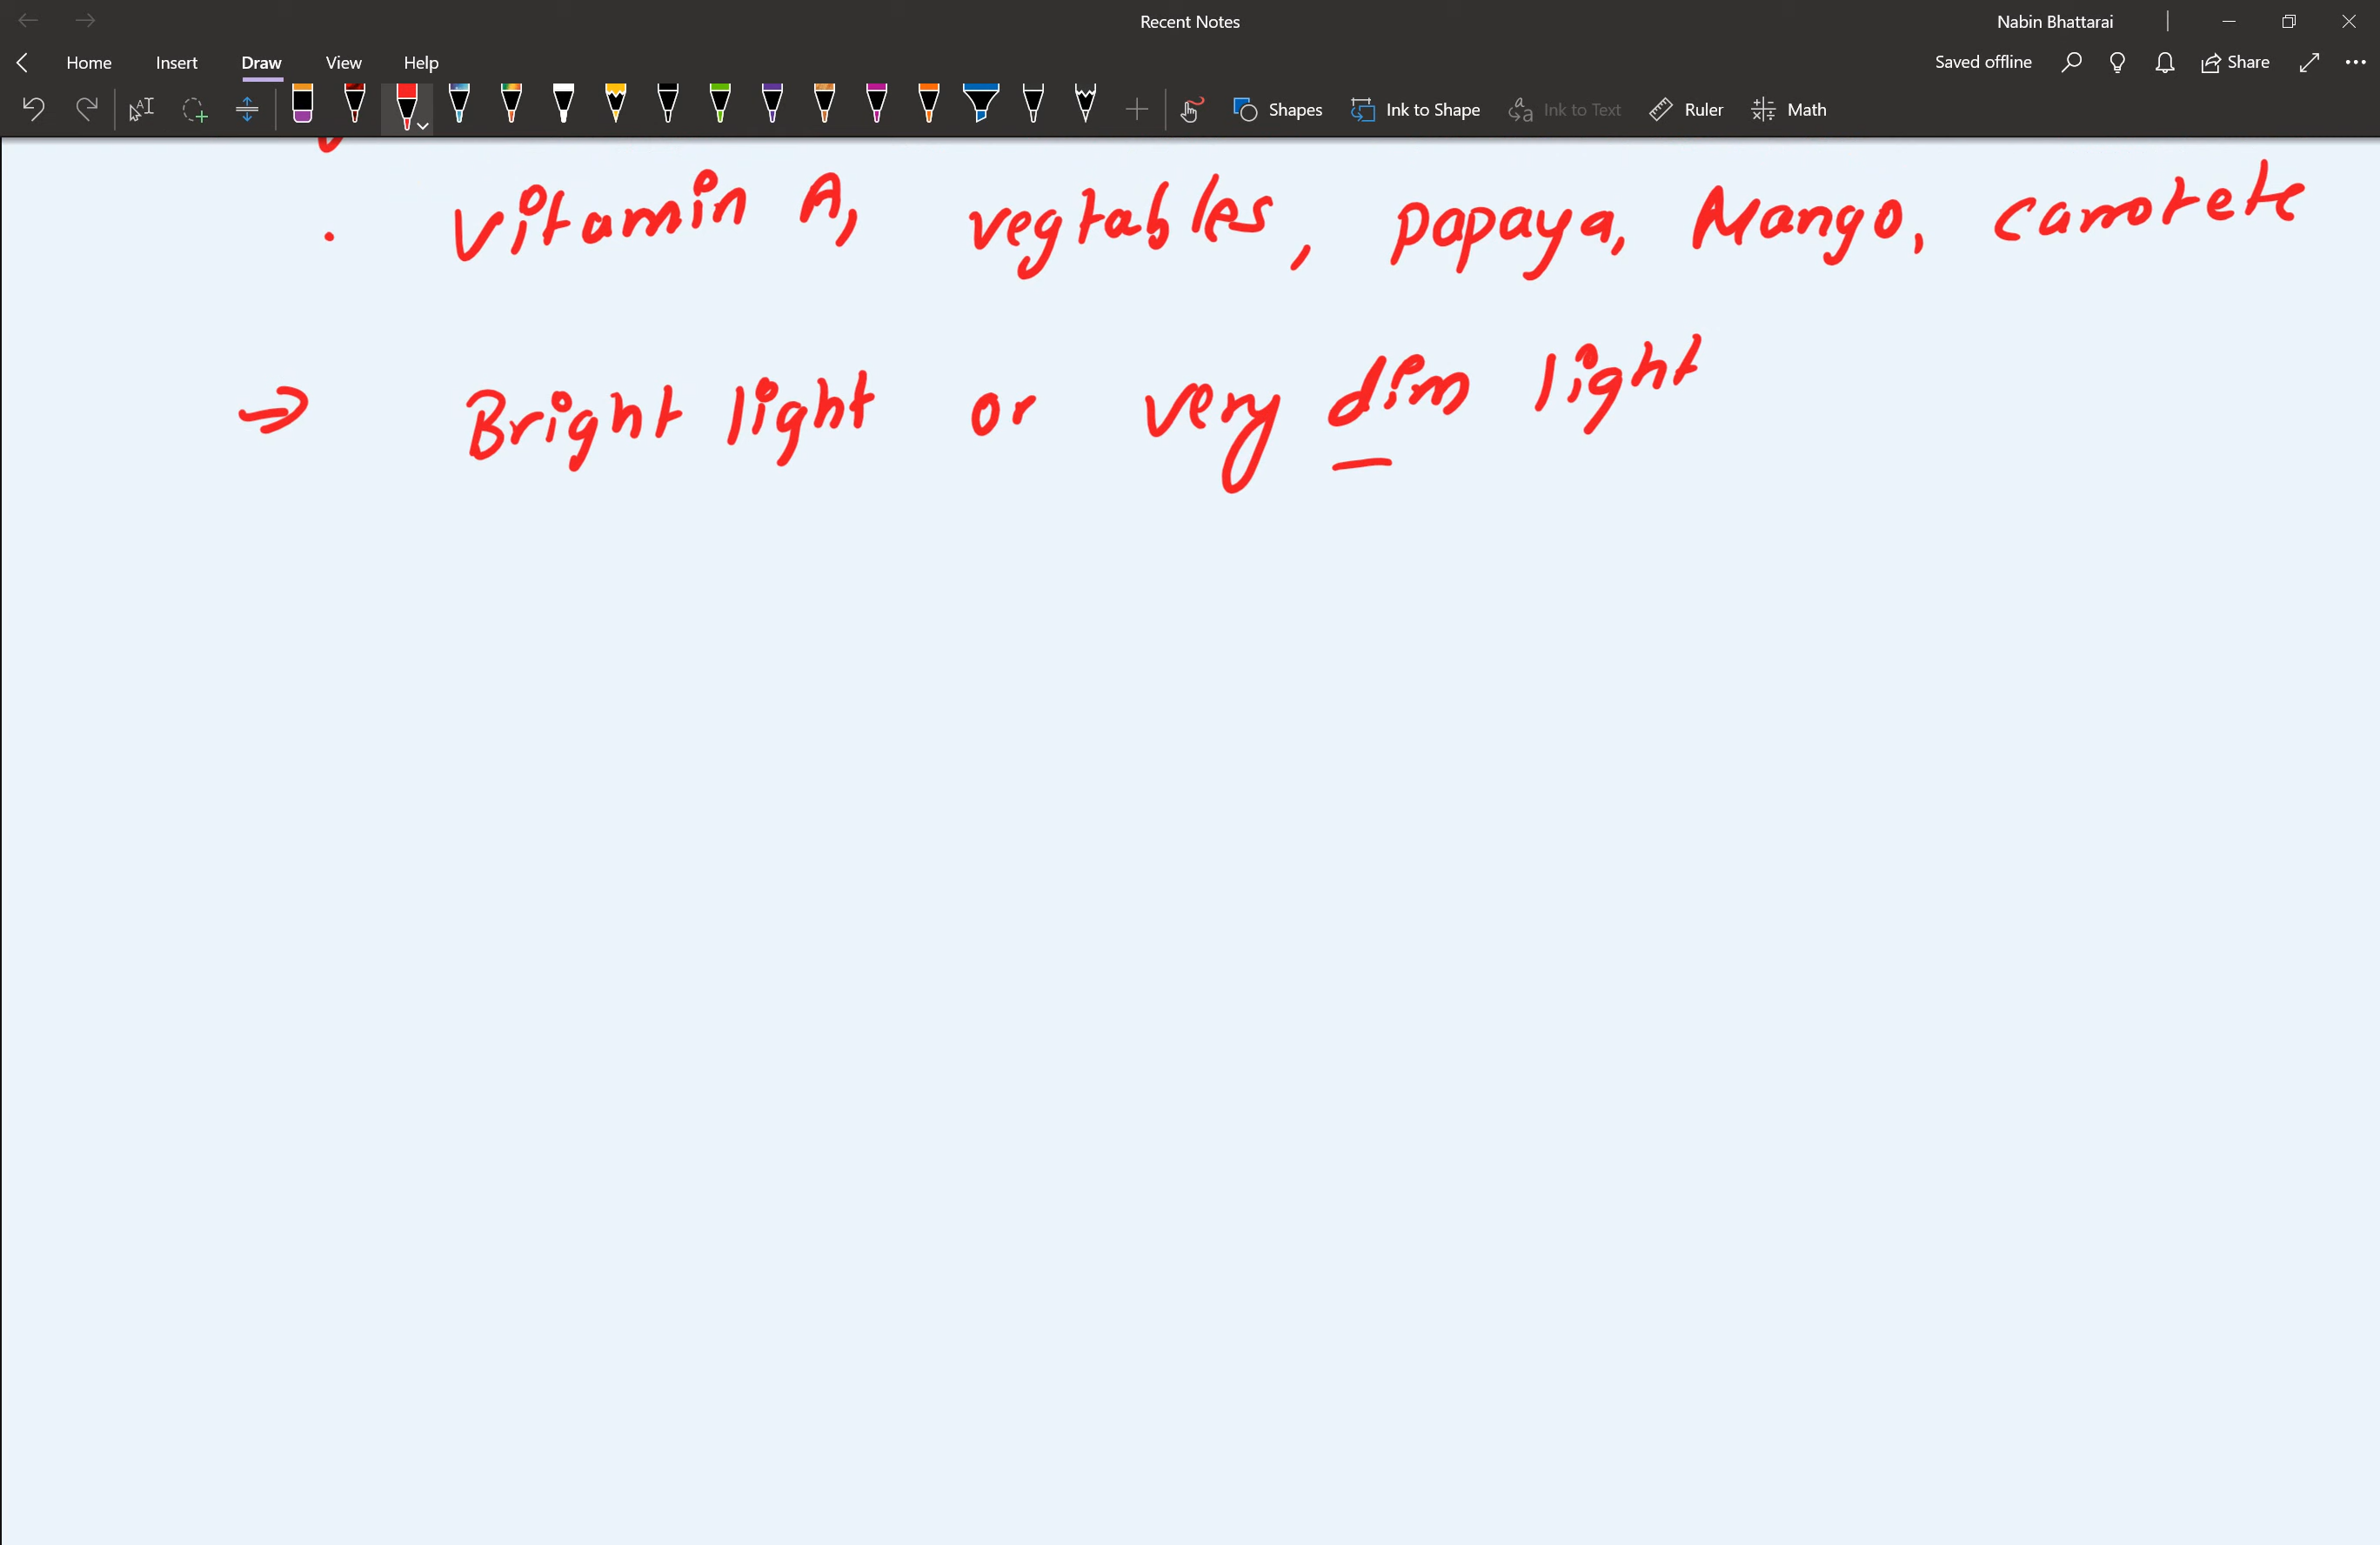 Recent Notes Nabin Bhattarai
Home Insert Draw View Help Saved offline Share
Shapes Ink to Shape Ink to Text Ruler Math
. Vitamin A, vegtables, papaya, Mango, carrotetc
⇒ Bright light or very dim light